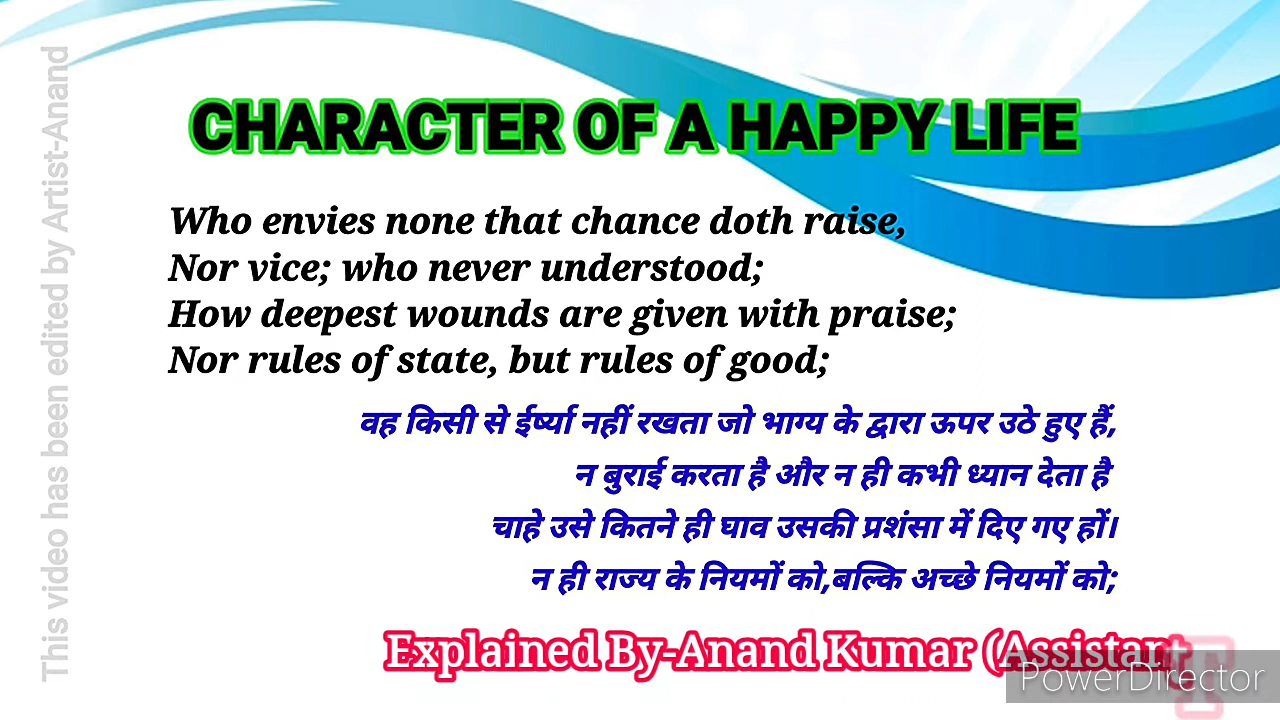 This video has been edited by Artist-Anand
CHARACTER OF A HAPPY LIFE
Who envies none that chance doth raise,
Nor vice; who never understood;
How deepest wounds are given with praise;
Nor rules of state, but rules of good;
वह किसी से ईर्ष्या नहीं रखता जो भाग्य के द्वारा ऊपर उठे हुए हैं,
न बुराई करता है और न ही कभी ध्यान देता है
चाहे उसे कितने ही घाव उसकी प्रशंसा में दिए गए हों।
न ही राज्य के नियमों को,बल्कि अच्छे नियमों को;
Explained By-Anand Kumar (Assistant
PowerDirector